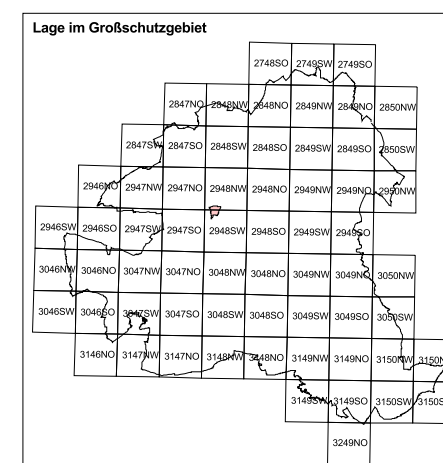 Lage im Großschutzgebiet
2748SO 2749SW 2749SO
2847NO 2848NW 2848NO 2849NW 2849NO 2850NW
2847SW 2847SO 2848SW 2848SO 2849SW 2849SO 2850SW
2946NO 2947NW 2947NO 2948NW 2948NO 2949NW 2949NO 2950NW
2946SW 2946SO 2947SW 2947SO 2948SW 2948SO 2949SW 2949SO
3046NW 3046NO 3047NW 3047NO 3048NW 3048NO 3049NW 3049NO 3050NW
3046SW 3046SO 3047SW 3047SO 3048SW 3048SO 3049SW 3049SO 3050SW
3146NO 3147NW 3147NO 3148NW 3148NO 3149NW 3149NO 3150NW 3150N
3149SW 3149SO 3150SW 3150S
3249NO